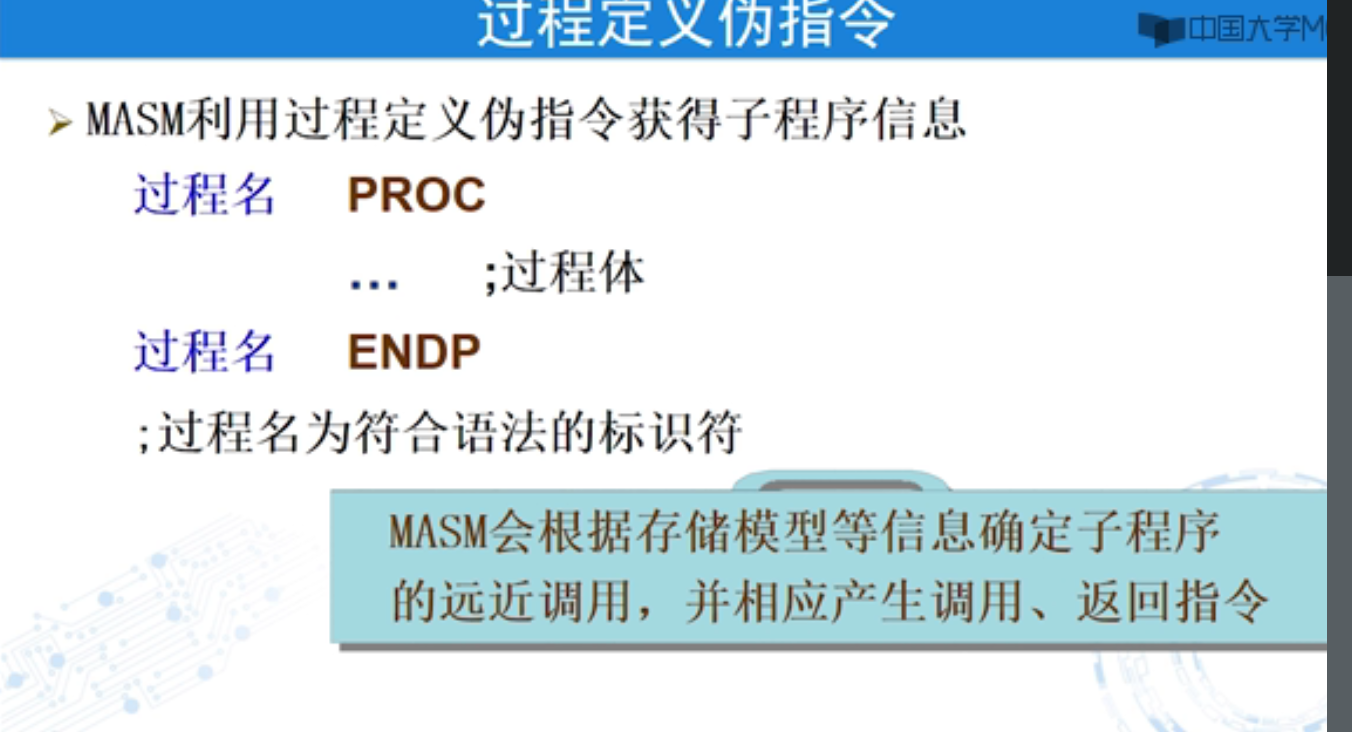 过程定义伪指令
中国大学M
MASM利用过程定义伪指令获得子程序信息
过程名 PROC
… ;过程体
过程名 ENDP
;过程名为符合语法的标识符
MASM会根据存储模型等信息确定子程序
的远近调用，并相应产生调用、返回指令